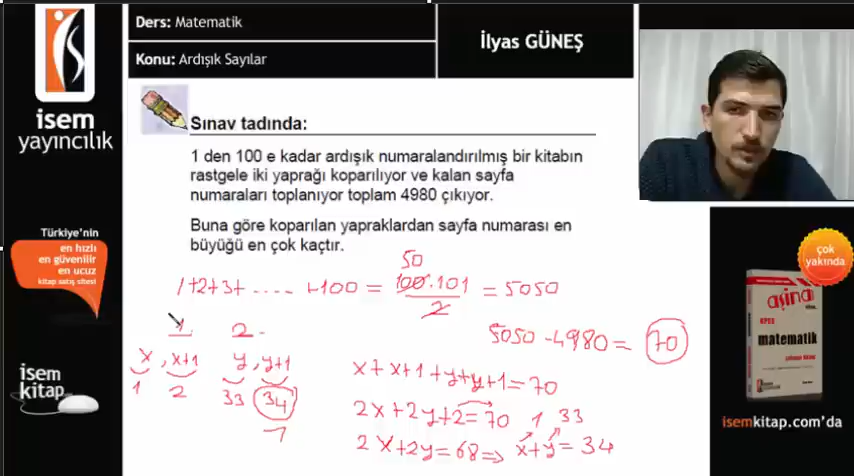 Ders: Matematik
Konu: Ardışık Sayılar
İlyas GÜNEŞ
isem
yayıncılık
Türkiye'nin
en hızlı
en güvenilir
en ucuz
kitap satış sitesi
isem
kitap
Sınav tadında:
1 den 100 e kadar ardışık numaralandırılmış bir kitabın
rastgele iki yaprağı koparılıyor ve kalan sayfa
numaraları toplanıyor toplam 4980 çıkıyor.
Buna göre koparılan yapraklardan sayfa numarası en
büyüğü en çok kaçtır.
50
1+2+3+ ..... +100 = 100.101 = 5050
2
5050 - 4980 = 70
1. 2.
x, x+1 y, y+1
1 2 33 34
x+x+1+y+y+1=70
2x+2y+2=70 1 33
2x+2y=68 ⇒ x+y=34
çok
yakında
aşina
KPSS
matematik
isemkitap.com'da